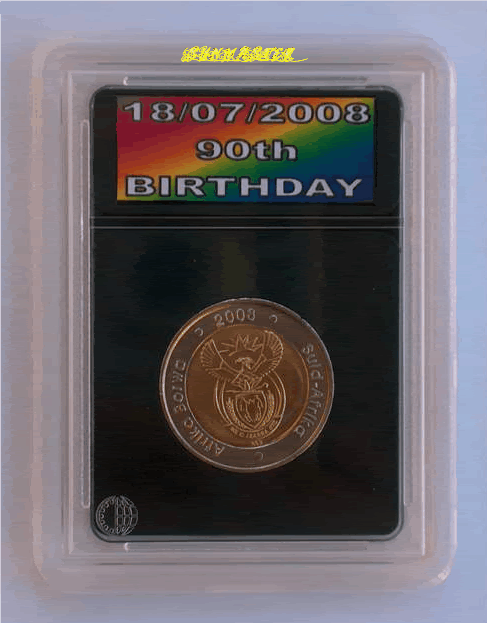 18/07/2008
90th
BIRTHDAY
2008
Afrika Borwa
Suid-Afrika